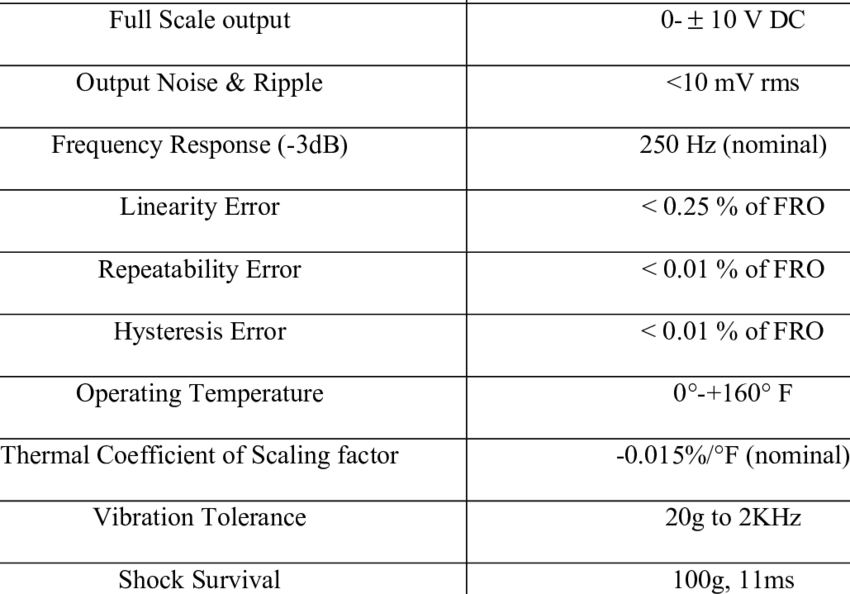 Full Scale output 0- ± 10 V DC
Output Noise & Ripple <10 mV rms
Frequency Response (-3dB) 250 Hz (nominal)
Linearity Error < 0.25 % of FRO
Repeatability Error < 0.01 % of FRO
Hysteresis Error < 0.01 % of FRO
Operating Temperature 0°-+160° F
Thermal Coefficient of Scaling factor -0.015%/°F (nominal)
Vibration Tolerance 20g to 2KHz
Shock Survival 100g, 11ms